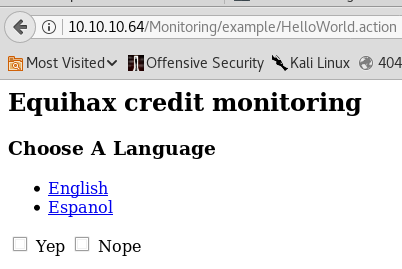 10.10.10.64/Monitoring/example/HelloWorld.action
Most Visited Offensive Security Kali Linux 404
Equihax credit monitoring
Choose A Language
English
Espanol
Yep Nope